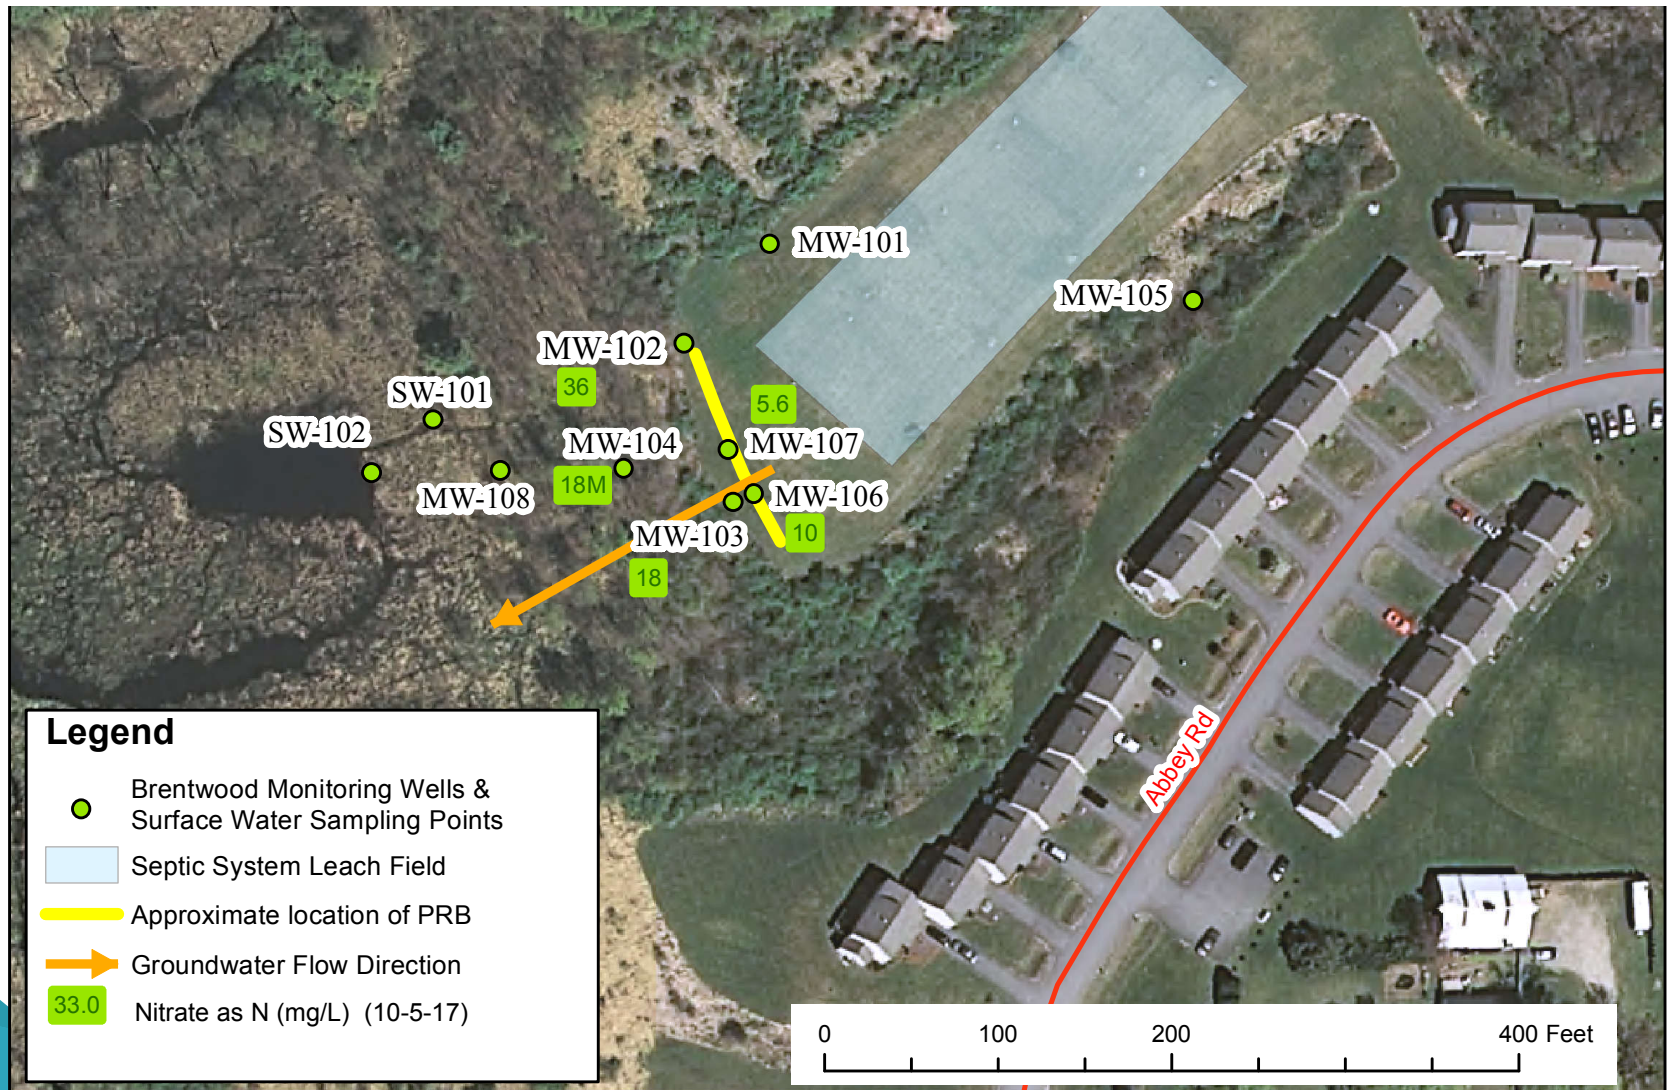 MW-101
MW-105
MW-102
36
5.6
SW-101
SW-102
MW-104
MW-107
MW-108
18M
MW-106
MW-103
10
18
Abbey Rd
Legend
Brentwood Monitoring Wells &
Surface Water Sampling Points
Septic System Leach Field
Approximate location of PRB
Groundwater Flow Direction
33.0 Nitrate as N (mg/L) (10-5-17)
0 100 200 400 Feet